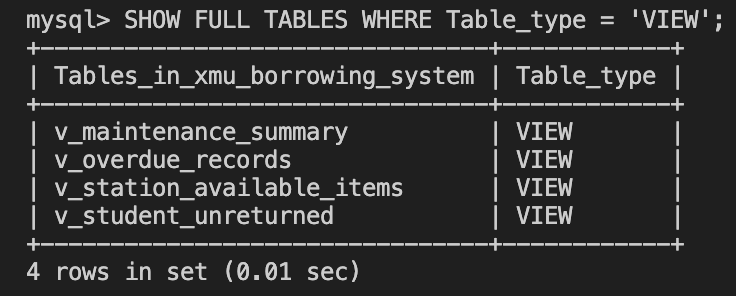 mysql> SHOW FULL TABLES WHERE Table_type = 'VIEW';
+-----------------------------------+------------+
| Tables_in_xmu_borrowing_system | Table_type |
+-----------------------------------+------------+
| v_maintenance_summary | VIEW |
| v_overdue_records | VIEW |
| v_station_available_items | VIEW |
| v_student_unreturned | VIEW |
+-----------------------------------+------------+
4 rows in set (0.01 sec)